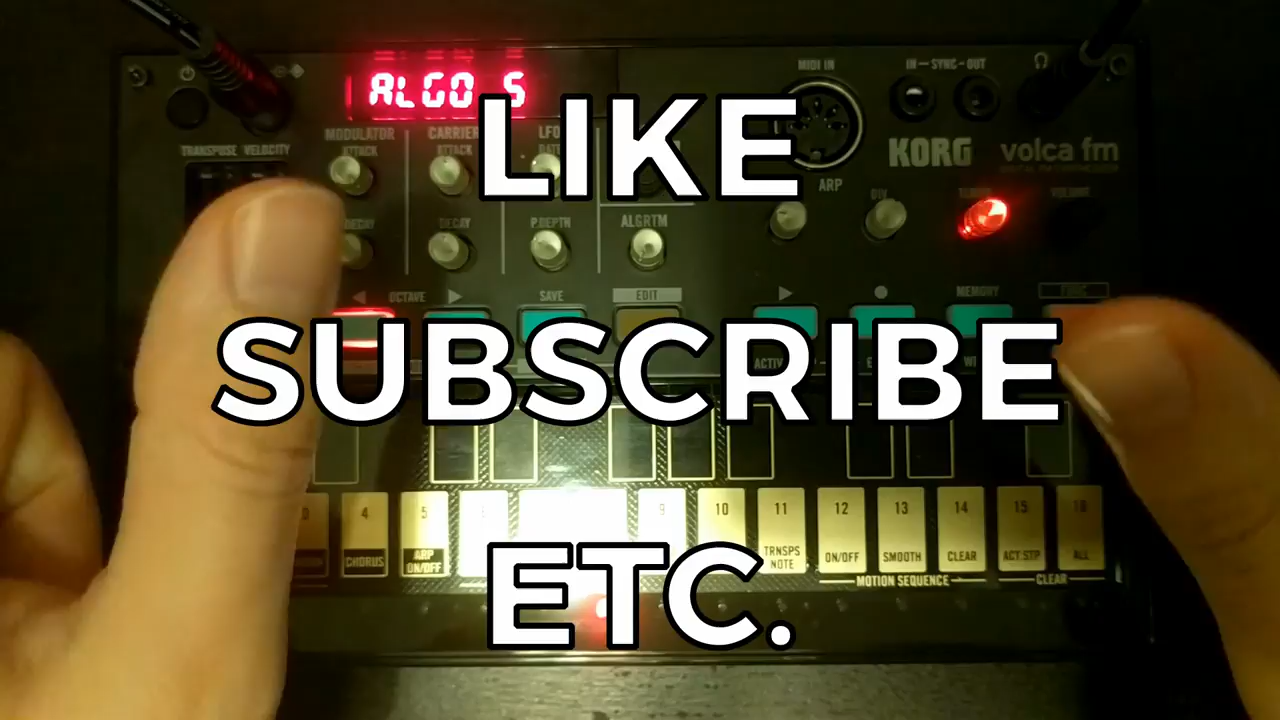 ALGO 5
MIDI IN
IN - SYNC - OUT
TRANSPOSE VELOCITY
MODULATOR
CARRIER
LFO
ATTACK
ATTACK
KORG
volca fm
ARP
DIV
VOLUME
DECAY
DECAY
P.DEPTH
ALGRTM
LIKE
OCTAVE
SAVE
EDIT
MEMORY
SUBSCRIBE
4
5
9
10
11
12
13
14
15
16
CHORUS
ARP
ON/OFF
TRNSPS
NOTE
ON/OFF
SMOOTH
CLEAR
ACT.STP
ALL
MOTION SEQUENCE
CLEAR
ETC.